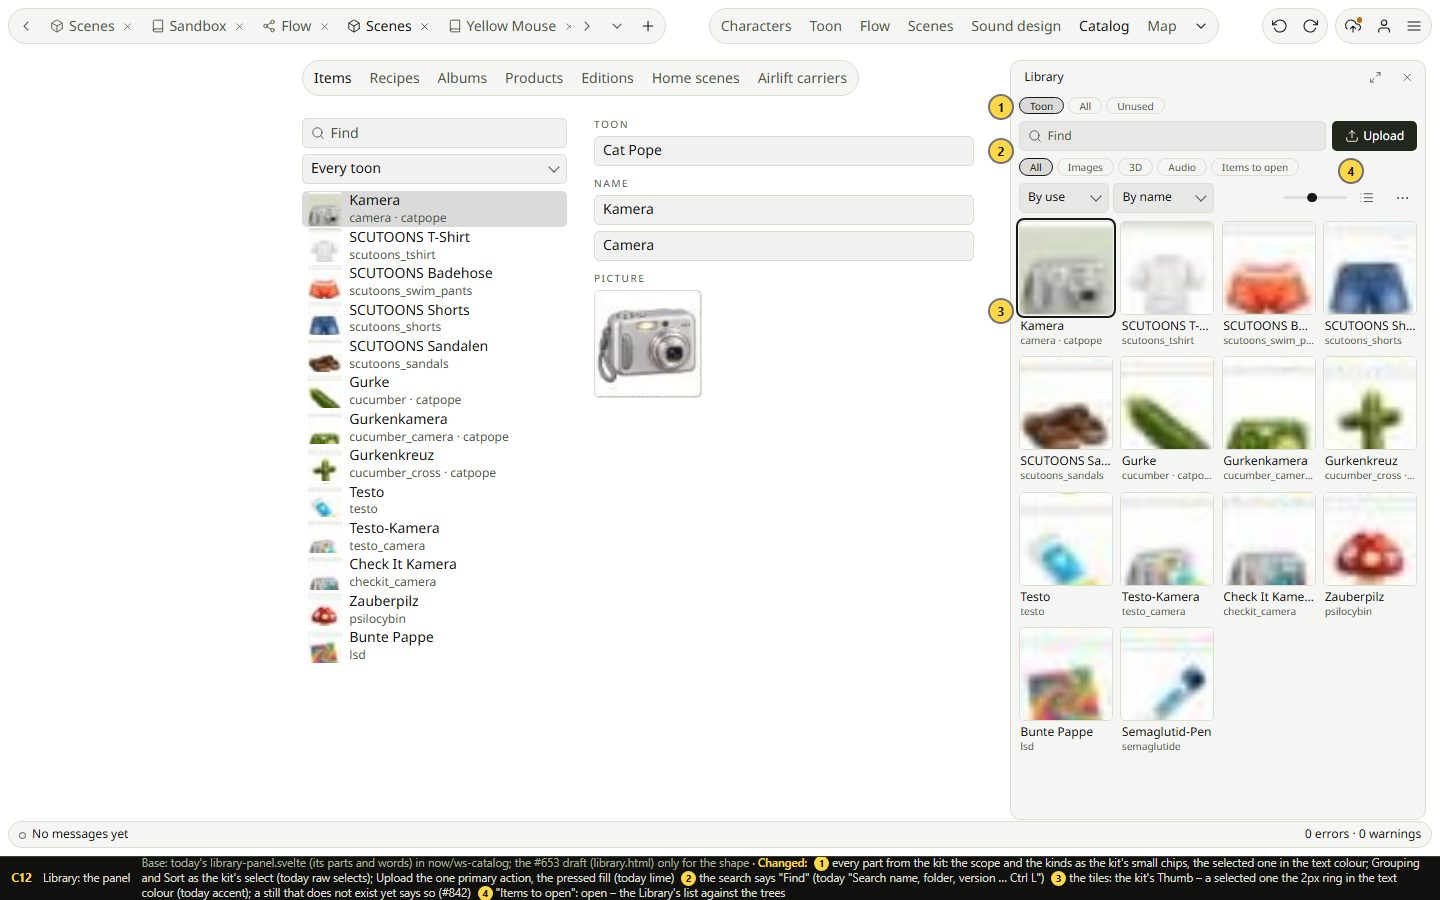 Scenes × Sandbox × Flow × Scenes × Yellow Mouse ×
Characters Toon Flow Scenes Sound design Catalog Map
Items Recipes Albums Products Editions Home scenes Airlift carriers
Find
Every toon
Kamera
camera · catpope
SCUTOONS T-Shirt
scutoons_tshirt
SCUTOONS Badehose
scutoons_swim_pants
SCUTOONS Shorts
scutoons_shorts
SCUTOONS Sandalen
scutoons_sandals
Gurke
cucumber · catpope
Gurkenkamera
cucumber_camera · catpope
Gurkenkreuz
cucumber_cross · catpope
Testo
testo
Testo-Kamera
testo_camera
Check It Kamera
checkit_camera
Zauberpilz
psilocybin
Bunte Pappe
lsd
TOON
Cat Pope
NAME
Kamera
Camera
PICTURE
Library
1 Toon All Unused
Find
Upload
2
All Images 3D Audio Items to open
4
By use By name
3
Kamera SCUTOONS T-... SCUTOONS B... SCUTOONS Sh...
camera · catpope scutoons_tshirt scutoons_swim_p... scutoons_shorts
SCUTOONS Sa... Gurke Gurkenkamera Gurkenkreuz
scutoons_sandals cucumber · catpo... cucumber_camer... cucumber_cross ·...
Testo Testo-Kamera Check It Kame... Zauberpilz
testo testo_camera checkit_camera psilocybin
Bunte Pappe Semaglutid-Pen
lsd semaglutide
No messages yet
0 errors · 0 warnings
C12 Library: the panel
Base: today's library-panel.svelte (its parts and words) in now/ws-catalog; the #653 draft (library.html) only for the shape · Changed: 1 every part from the kit: the scope and the kinds as the kit's small chips, the selected one in the text colour; Grouping
and Sort as the kit's select (today raw selects); Upload the one primary action, the pressed fill (today lime) 2 the search says "Find" (today "Search name, folder, version ... Ctrl L") 3 the tiles: the kit's Thumb – a selected one the 2px ring in the text
colour (today accent); a still that does not exist yet says so (#842) 4 "Items to open": open – the Library's list against the trees